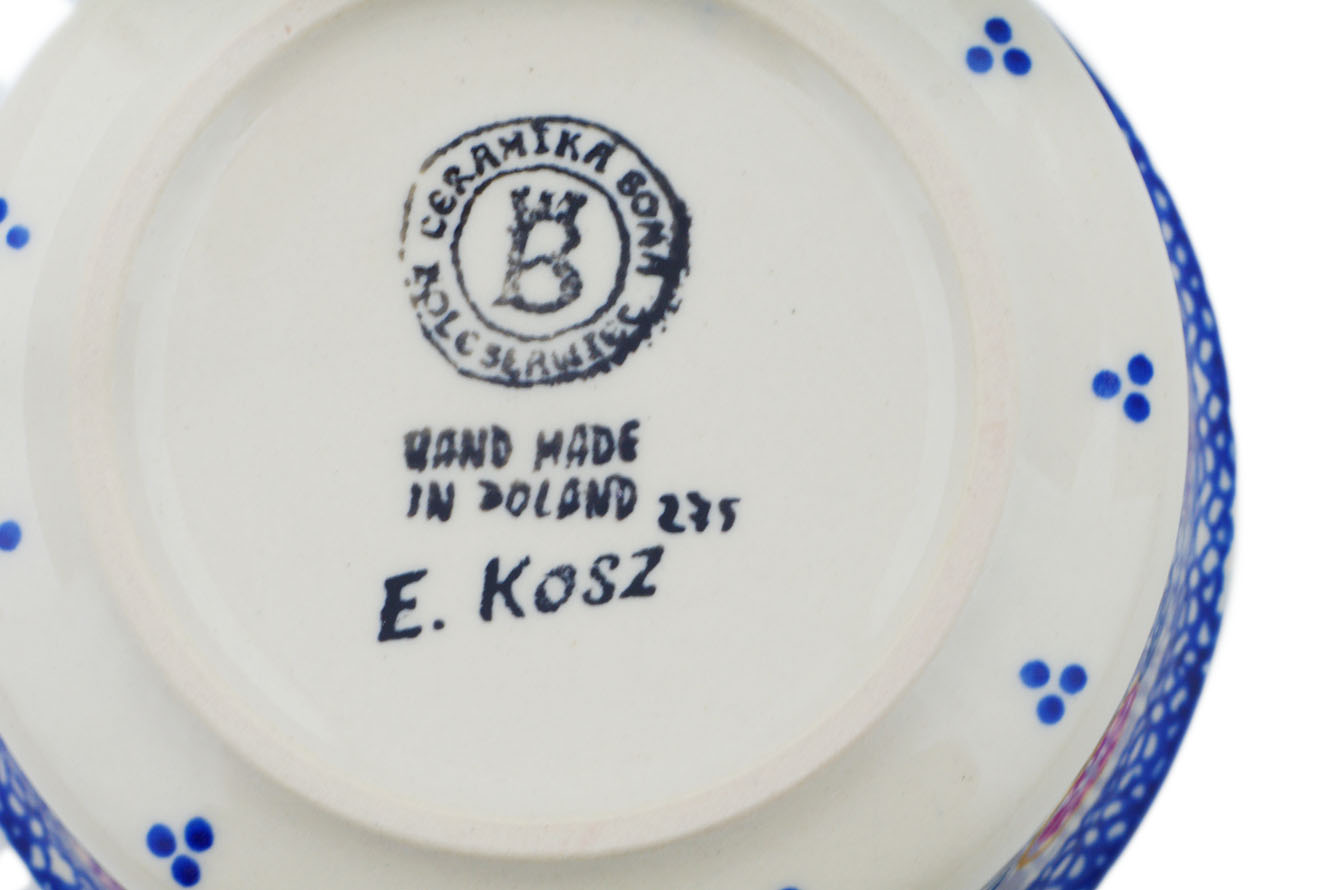 CERAMIKA BONA
B
BOLESŁAWIEC
HAND MADE
IN POLAND 275
E. KOSZ